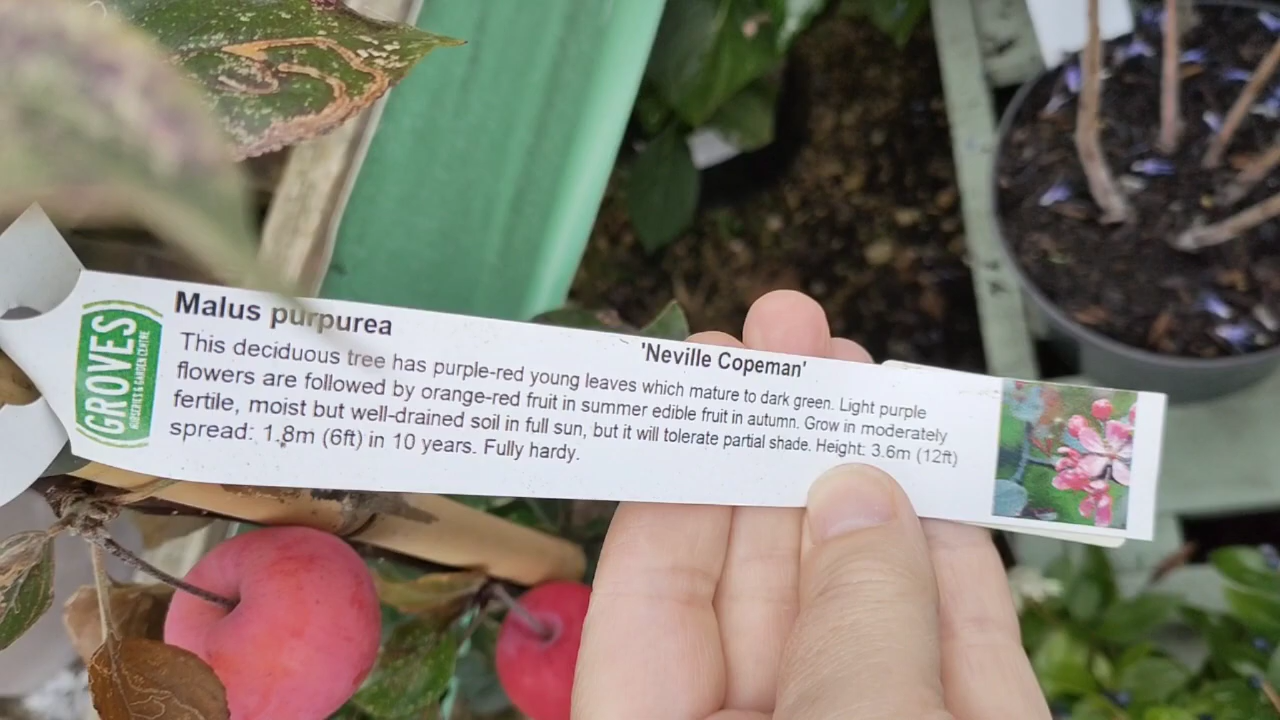 GROVES
NURSERIES & GARDEN CENTRE
Malus purpurea
'Neville Copeman'
This deciduous tree has purple-red young leaves which mature to dark green. Light purple
flowers are followed by orange-red fruit in summer edible fruit in autumn. Grow in moderately
fertile, moist but well-drained soil in full sun, but it will tolerate partial shade. Height: 3.6m (12ft)
spread: 1.8m (6ft) in 10 years. Fully hardy.